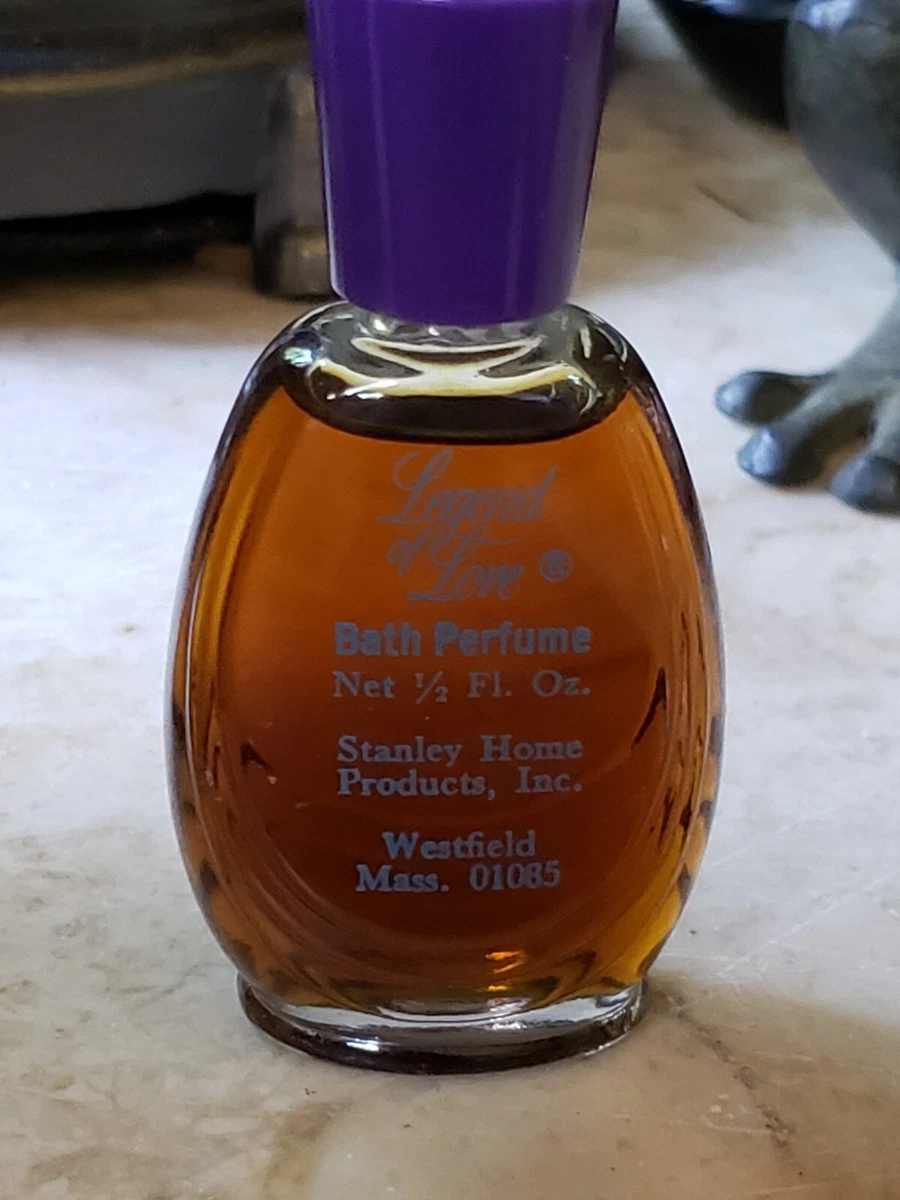 Legend
of Love ®
Bath Perfume
Net ½ Fl. Oz.
Stanley Home
Products, Inc.
Westfield
Mass. 01085